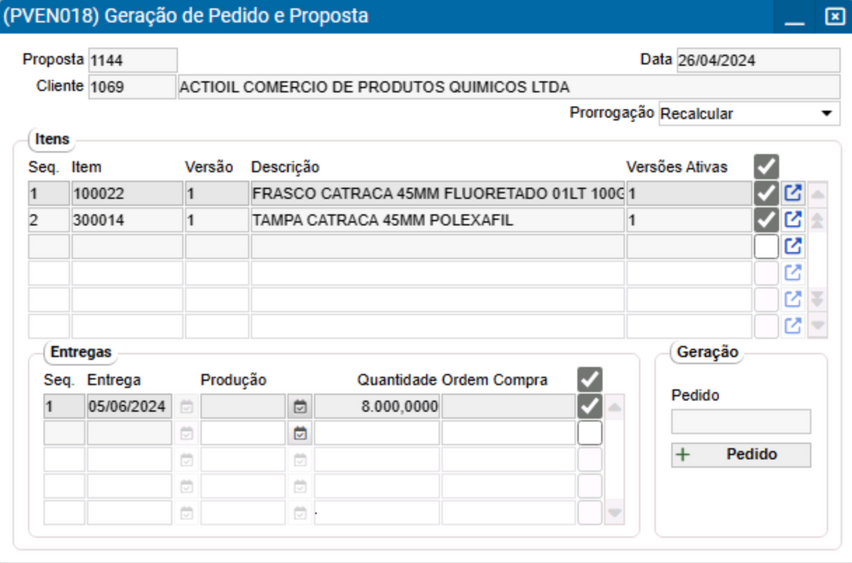 (PVEN018) Geração de Pedido e Proposta
Proposta 1144 Data 26/04/2024
Cliente 1069 ACTIOIL COMERCIO DE PRODUTOS QUIMICOS LTDA
Prorrogação Recalcular
Itens
Seq. Item Versão Descrição Versões Ativas
1 100022 1 FRASCO CATRACA 45MM FLUORETADO 01LT 100G 1
2 300014 1 TAMPA CATRACA 45MM POLEXAFIL 1
Entregas
Seq. Entrega Produção Quantidade Ordem Compra
1 05/06/2024 8.000,0000
Geração
Pedido
+ Pedido